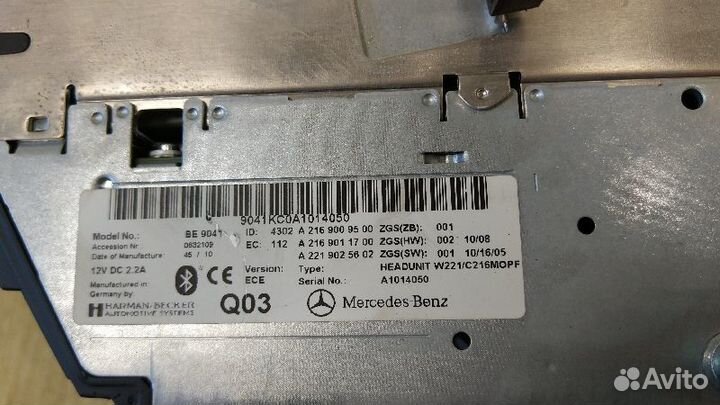 9041KC0A1014050
Model No.: BE 9041 ID: 4302 A 216 900 95 00 ZGS(ZB): 001
Accession Nr 0632109 EC: 112 A 216 901 17 00 ZGS(HW): 002 10/08
Date of Manufacture: 45 / 10 A 221 902 56 02 ZGS(SW): 001 10/16/05
12V DC 2.2A Version: Type: HEADUNIT W221/C216MOPF
ECE Serial No.: A1014050
Manufactured in
Germany by:
HARMAN/BECKER
AUTOMOTIVE SYSTEMS
Q03 Mercedes-Benz
Avito